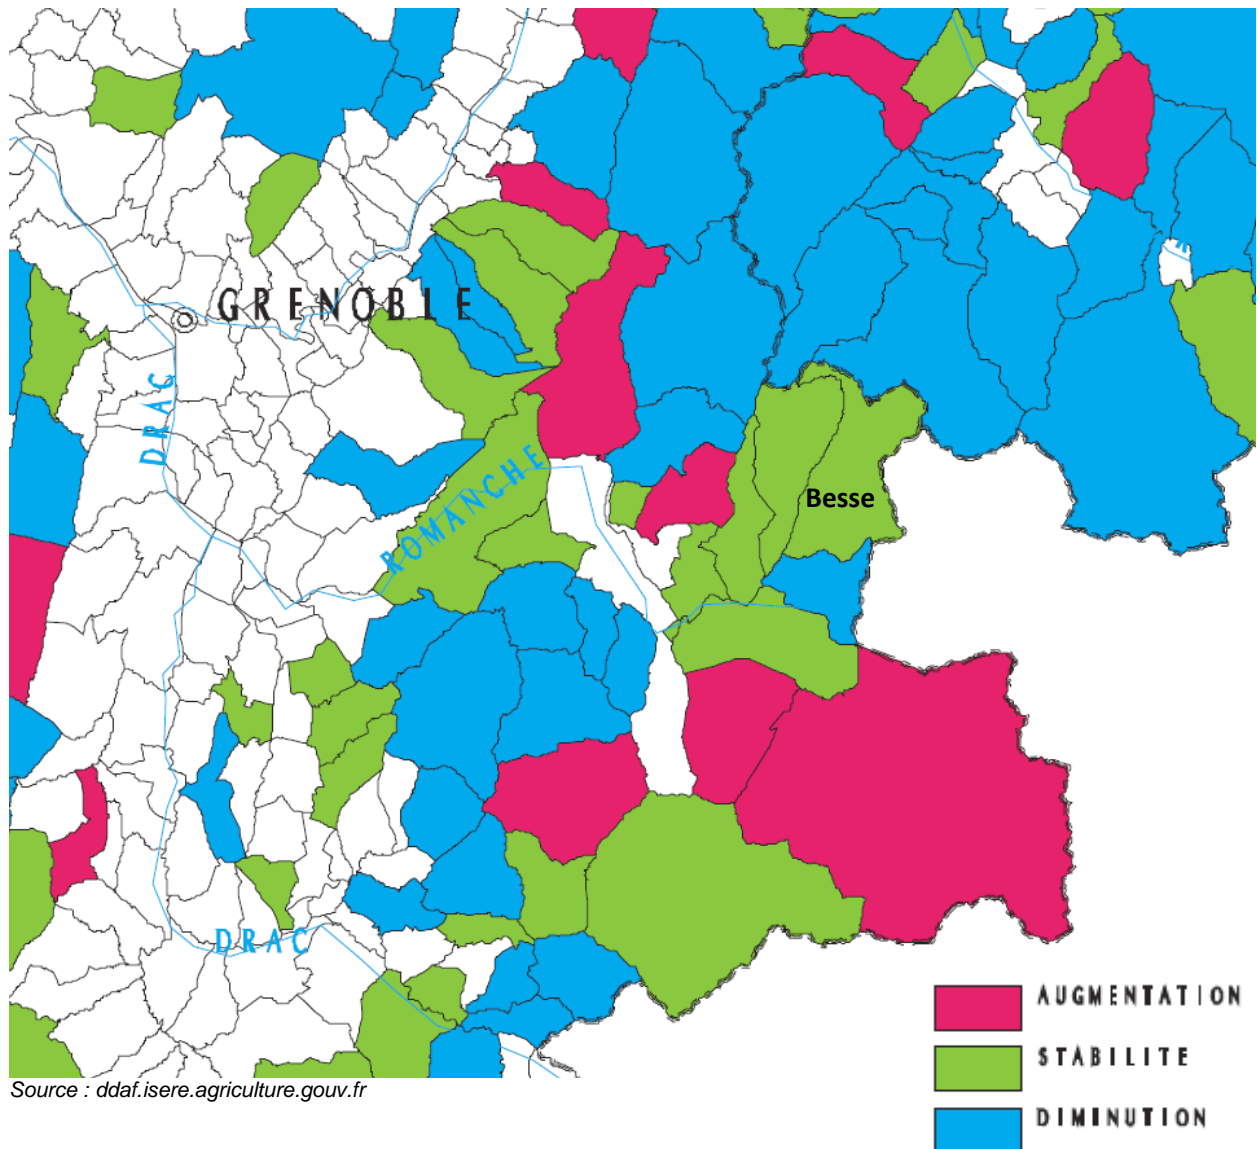 GRENOBLE
DRAC
ROMANCHE
Besse
DRAC
AUGMENTATION
STABILITE
DIMINUTION
Source : ddaf.isere.agriculture.gouv.fr